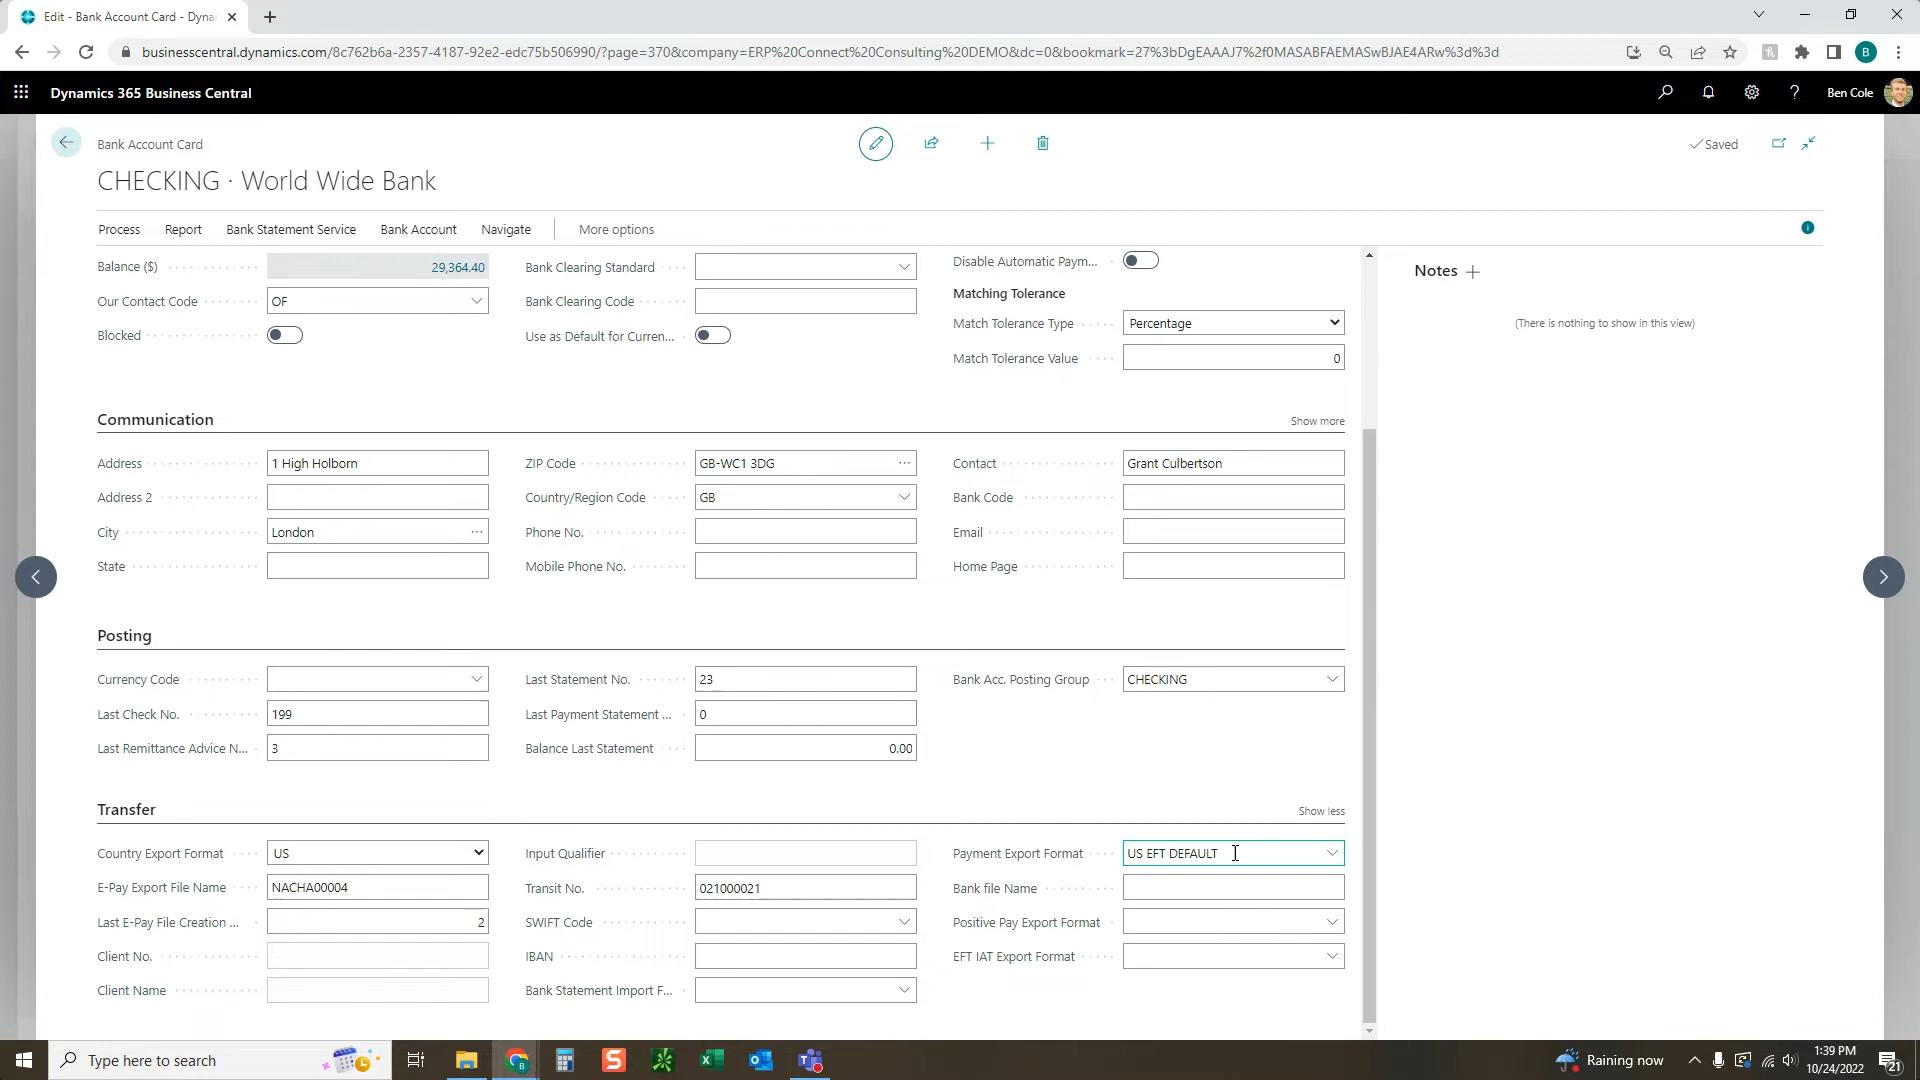 Edit - Bank Account Card - Dyna
businesscentral.dynamics.com/8c762b6a-2357-4187-92e2-edc75b506990/?page=370&company=ERP%20Connect%20Consulting%20DEMO&dc=0&bookmark=27%3bDgEAAAJ7%2f0MASABFAEMASwBJAE4ARw%3d%3d
B
Dynamics 365 Business Central
Ben Cole
Bank Account Card
Saved
CHECKING · World Wide Bank
Process Report Bank Statement Service Bank Account Navigate More options
Balance ($) 29,364.40 Bank Clearing Standard Disable Automatic Paym...
Notes
Our Contact Code OF Bank Clearing Code Matching Tolerance
Blocked Use as Default for Curren... Match Tolerance Type Percentage
(There is nothing to show in this view)
Match Tolerance Value 0
Communication Show more
Address 1 High Holborn ZIP Code GB-WC1 3DG Contact Grant Culbertson
Address 2 Country/Region Code GB Bank Code
City London Phone No. Email
State Mobile Phone No. Home Page
Posting
Currency Code Last Statement No. 23 Bank Acc. Posting Group CHECKING
Last Check No. 199 Last Payment Statement ... 0
Last Remittance Advice N... 3 Balance Last Statement 0.00
Transfer Show less
Country Export Format US Input Qualifier Payment Export Format US EFT DEFAULT
E-Pay Export File Name NACHA00004 Transit No. 021000021 Bank file Name
Last E-Pay File Creation ... 2 SWIFT Code Positive Pay Export Format
Client No. IBAN EFT IAT Export Format
Client Name Bank Statement Import F...
Type here to search
Raining now
1:39 PM
10/24/2022
21